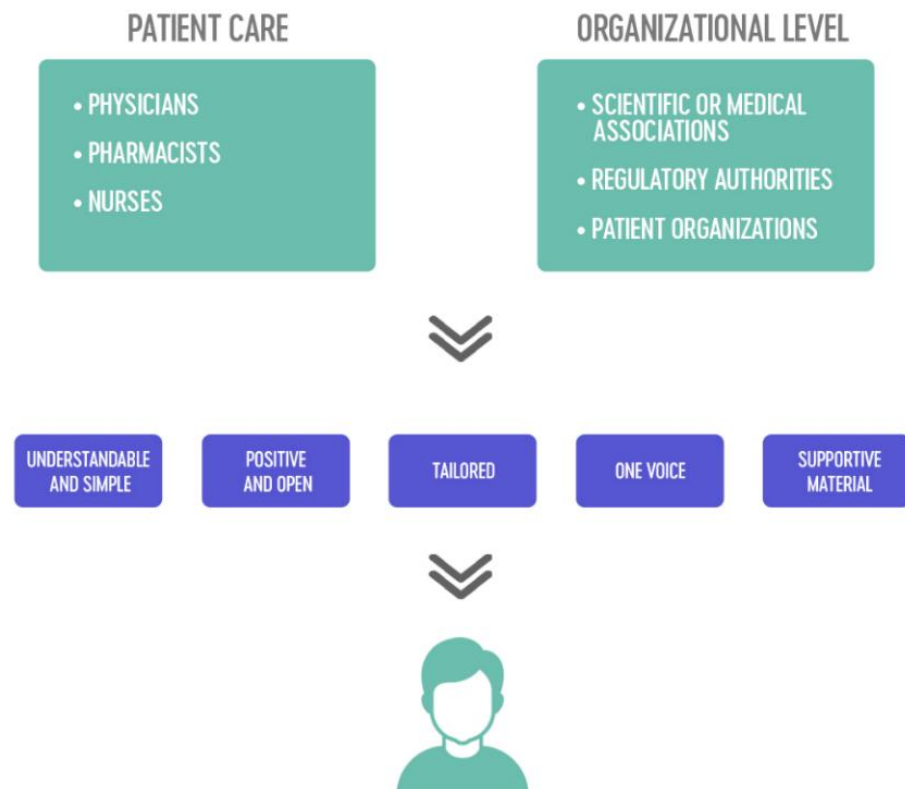 PATIENT CARE
• PHYSICIANS
• PHARMACISTS
• NURSES
ORGANIZATIONAL LEVEL
• SCIENTIFIC OR MEDICAL
ASSOCIATIONS
• REGULATORY AUTHORITIES
• PATIENT ORGANIZATIONS
UNDERSTANDABLE
AND SIMPLE
POSITIVE
AND OPEN
TAILORED
ONE VOICE
SUPPORTIVE
MATERIAL